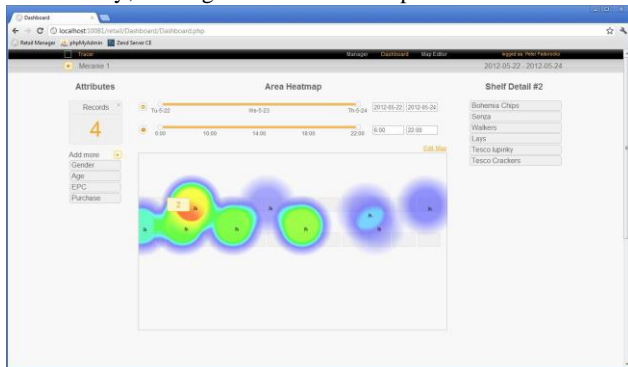 Dashboard
localhost:10081/retail/Dashboard/Dashboard.php
Retail Manager phpMyAdmin Zend Server CE
Tracer Manager Dashboard Map Editor logged as: Peter
Meranie 1 2012-05-22 - 2012-05-24
Attributes Area Heatmap Shelf Detail #2
Records
4
Tu-5-22 We-5-23 Th-5-24 2012-05-22 2012-05-24
6:00 10:00 14:00 18:00 22:00 6:00 22:00
Edit Map
Bohemia Chips
Senza
Walkers
Lays
Tesco lupinky
Tesco Crackers
Add more
Gender
Age
EPC
Purchase
2